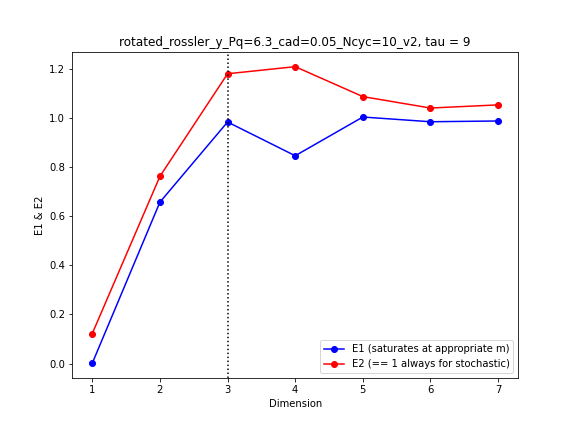 rotated_rossler_y_Pq=6.3_cad=0.05_Ncyc=10_v2, tau = 9
1.2
1.0
0.8
0.6
0.4
0.2
0.0
E1 & E2
E1 (saturates at appropriate m)
E2 (== 1 always for stochastic)
1 2 3 4 5 6 7
Dimension